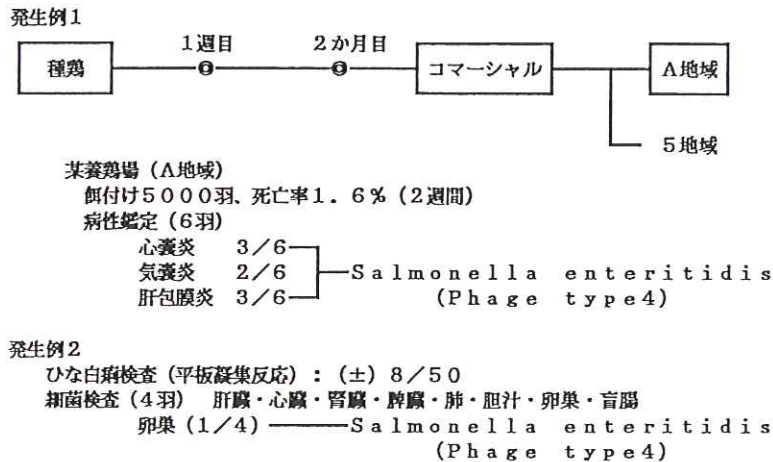 発生例1
1週目 2か月目
種鶏 コマーシャル A地域
5地域
某養鶏場(A地域)
餌付け5000羽、死亡率1.6%(2週間)
病性鑑定(6羽)
心嚢炎 3/6
気嚢炎 2/6 Salmonella enteritidis
肝包膜炎 3/6 (Phage type4)
発生例2
ひな白痢検査(平板凝集反応):(±)8/50
細菌検査(4羽) 肝臓・心臓・腎臓・脾臓・肺・胆汁・卵巣・盲腸
卵巣(1/4) Salmonella enteritidis
(Phage type4)